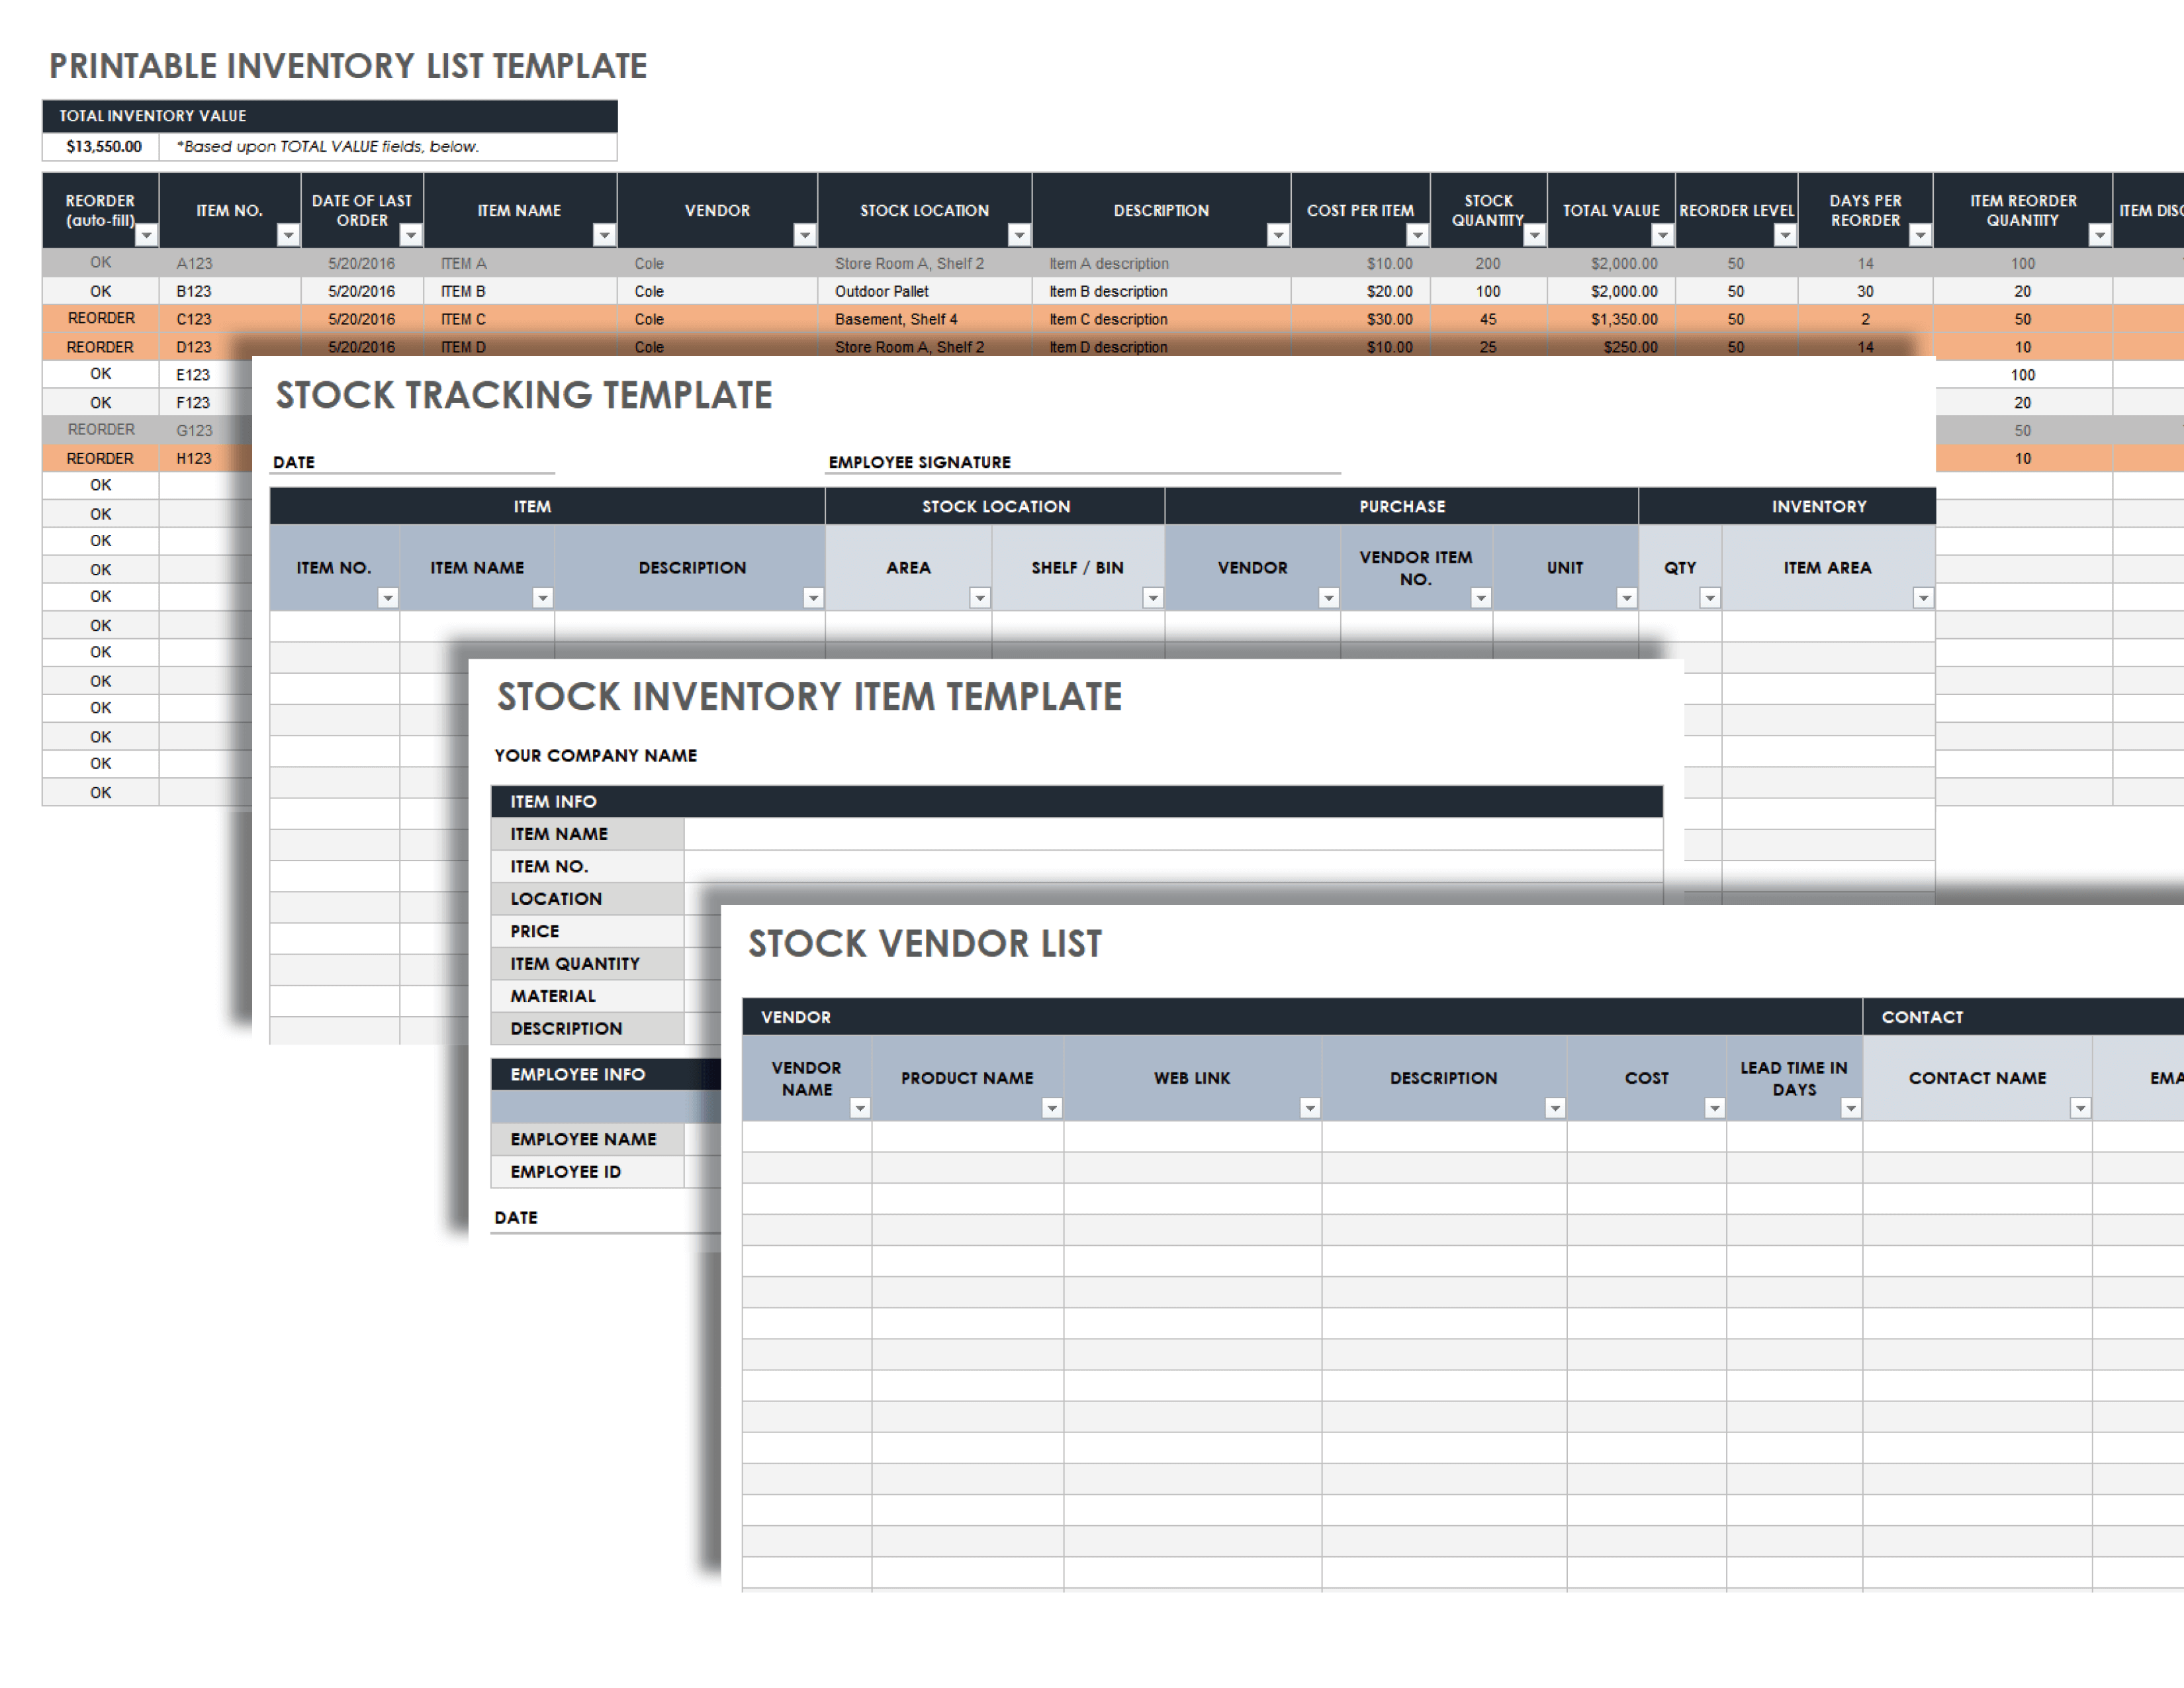 PRINTABLE INVENTORY LIST TEMPLATE
TOTAL INVENTORY VALUE
$13,550.00 *Based upon TOTAL VALUE fields, below.
REORDER (auto-fill) ITEM NO. DATE OF LAST ORDER ITEM NAME VENDOR STOCK LOCATION DESCRIPTION COST PER ITEM STOCK QUANTITY TOTAL VALUE REORDER LEVEL DAYS PER REORDER ITEM REORDER QUANTITY ITEM
OK A123 5/20/2016 ITEM A Cole Store Room A, Shelf 2 Item A description $10.00 200 $2,000.00 50 14 100
OK B123 5/20/2016 ITEM B Cole Outdoor Pallet Item B description $20.00 100 $2,000.00 50 30 20
REORDER C123 5/20/2016 ITEM C Cole Basement, Shelf 4 Item C description $30.00 45 $1,350.00 50 2 50
REORDER D123 5/20/2016 ITEM D Cole Store Room A, Shelf 2 Item D description $10.00 25 $250.00 50 14 10
OK E123 100
OK F123 20
REORDER G123 50
REORDER H123 10
OK
OK
OK
OK
OK
OK
OK
OK
OK
OK
OK
OK
STOCK TRACKING TEMPLATE
DATE EMPLOYEE SIGNATURE
ITEM STOCK LOCATION PURCHASE INVENTORY
ITEM NO. ITEM NAME DESCRIPTION AREA SHELF / BIN VENDOR VENDOR ITEM NO. UNIT QTY ITEM AREA
STOCK INVENTORY ITEM TEMPLATE
YOUR COMPANY NAME
ITEM INFO
ITEM NAME
ITEM NO.
LOCATION
PRICE
ITEM QUANTITY
MATERIAL
DESCRIPTION
EMPLOYEE INFO
EMPLOYEE NAME
EMPLOYEE ID
DATE
STOCK VENDOR LIST
VENDOR CONTACT
VENDOR NAME PRODUCT NAME WEB LINK DESCRIPTION COST LEAD TIME IN DAYS CONTACT NAME